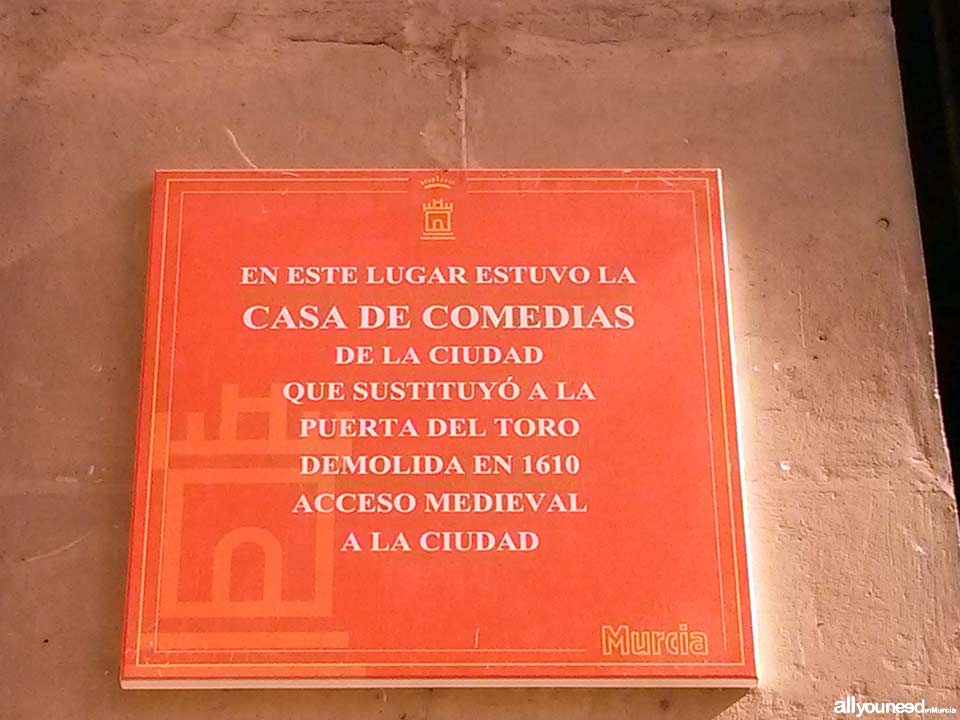 EN ESTE LUGAR ESTUVO LA
CASA DE COMEDIAS
DE LA CIUDAD
QUE SUSTITUYÓ A LA
PUERTA DEL TORO
DEMOLIDA EN 1610
ACCESO MEDIEVAL
A LA CIUDAD
Murcia
allyouneedinMurcia